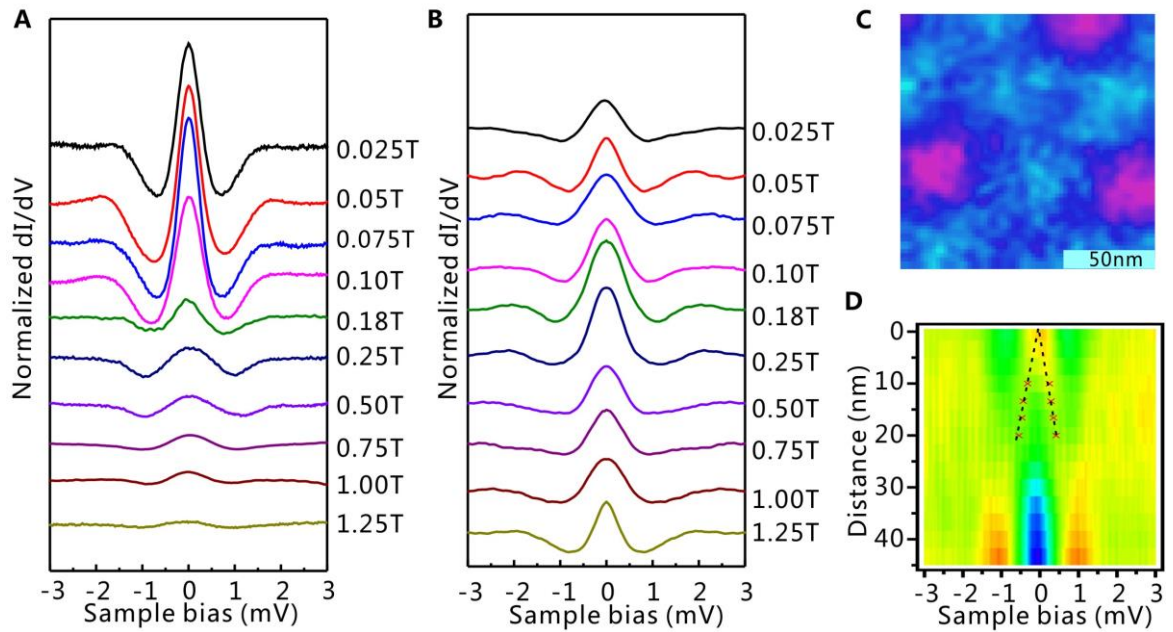 A
Normalized dI/dV
0.025T
0.05T
0.075T
0.10T
0.18T
0.25T
0.50T
0.75T
1.00T
1.25T
-3 -2 -1 0 1 2 3
Sample bias (mV)
B
Normalized dI/dV
0.025T
0.05T
0.075T
0.10T
0.18T
0.25T
0.50T
0.75T
1.00T
1.25T
-3 -2 -1 0 1 2 3
Sample bias (mV)
C
50nm
D
Distance (nm)
0
10
20
30
40
-3 -2 -1 0 1 2 3
Sample bias (mV)